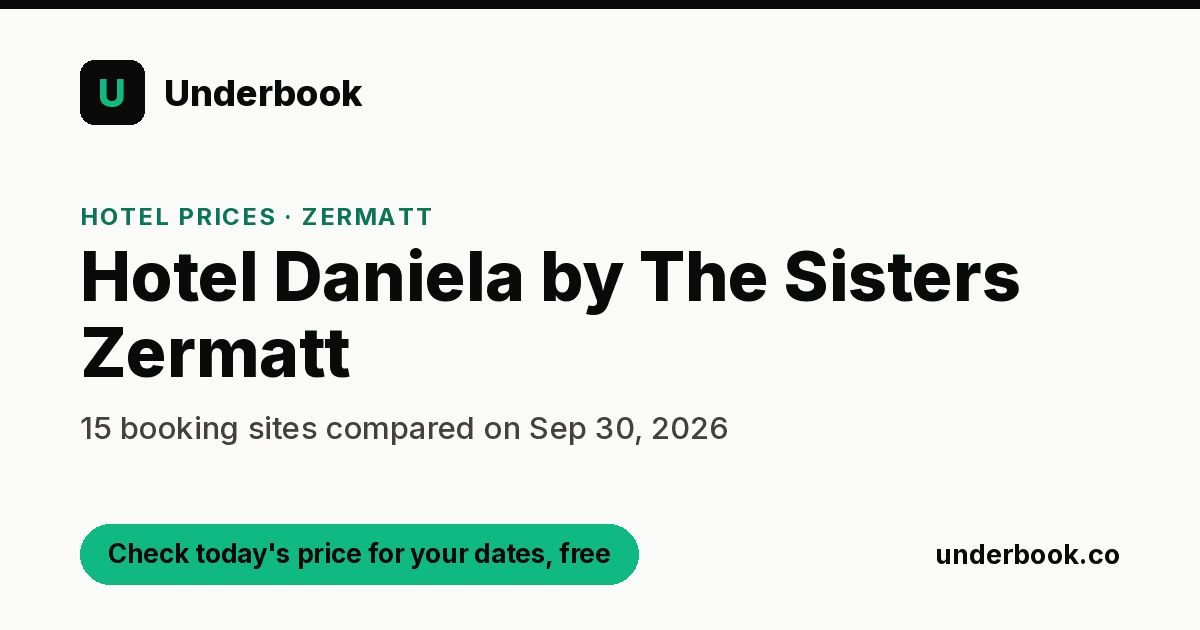 U
Underbook
HOTEL PRICES · ZERMATT
Hotel Daniela by The Sisters
Zermatt
15 booking sites compared on Sep 30, 2026
Check today's price for your dates, free
underbook.co